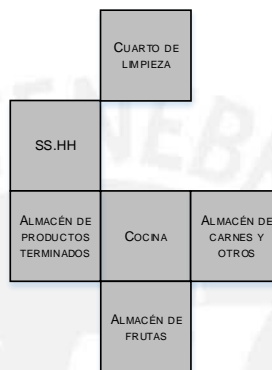 CUARTO DE
LIMPIEZA
SS.HH
ALMACÉN DE
PRODUCTOS
TERMINADOS
COCINA
ALMACÉN DE
CARNES Y
OTROS
ALMACÉN DE
FRUTAS